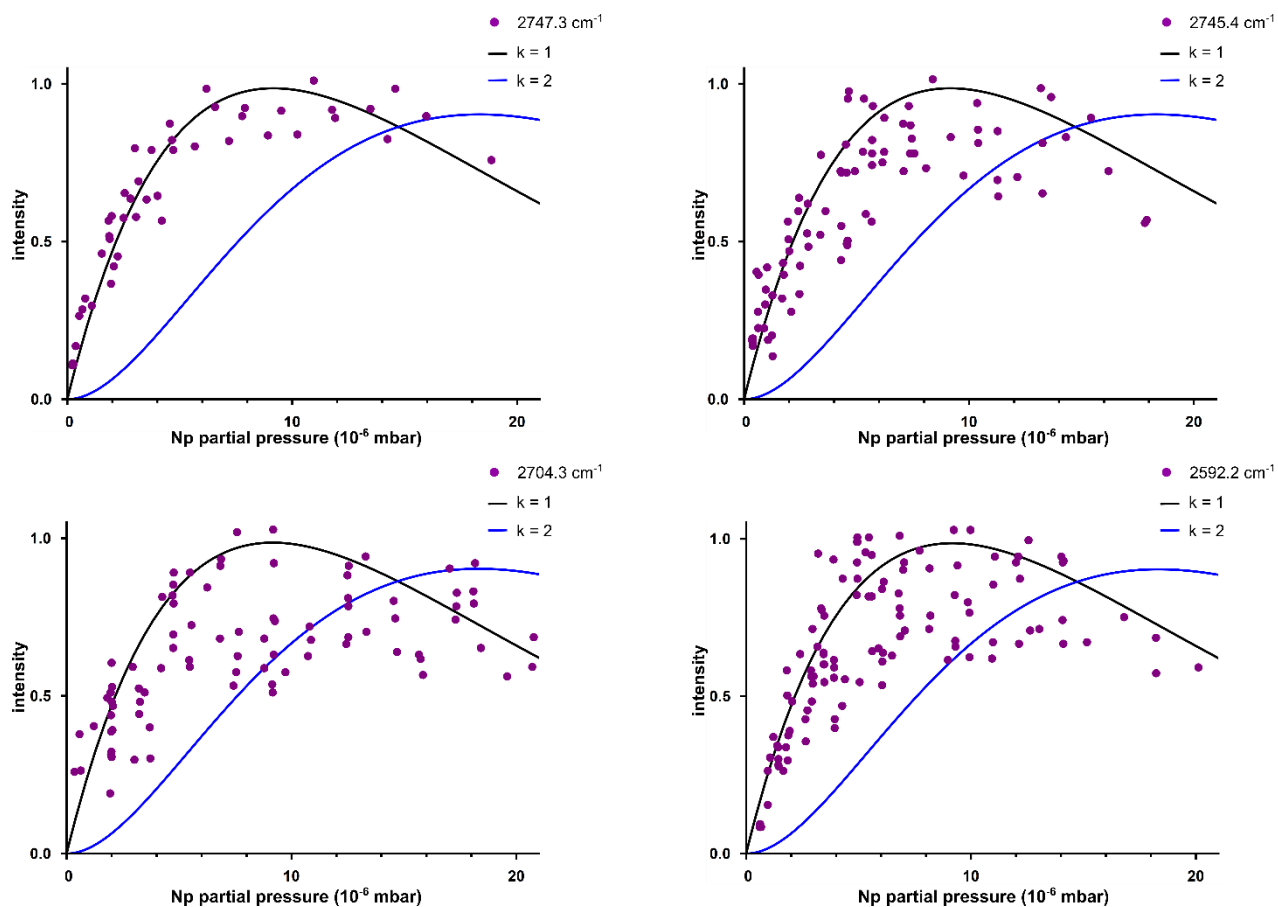 2747.3 cm⁻¹
k = 1
k = 2
1.0
0.5
0.0
intensity
0
10
20
Np partial pressure (10⁻⁶ mbar)
2745.4 cm⁻¹
k = 1
k = 2
1.0
0.5
0.0
intensity
0
10
20
Np partial pressure (10⁻⁶ mbar)
2704.3 cm⁻¹
k = 1
k = 2
1.0
0.5
0.0
intensity
0
10
20
Np partial pressure (10⁻⁶ mbar)
2592.2 cm⁻¹
k = 1
k = 2
1.0
0.5
0.0
intensity
0
10
20
Np partial pressure (10⁻⁶ mbar)